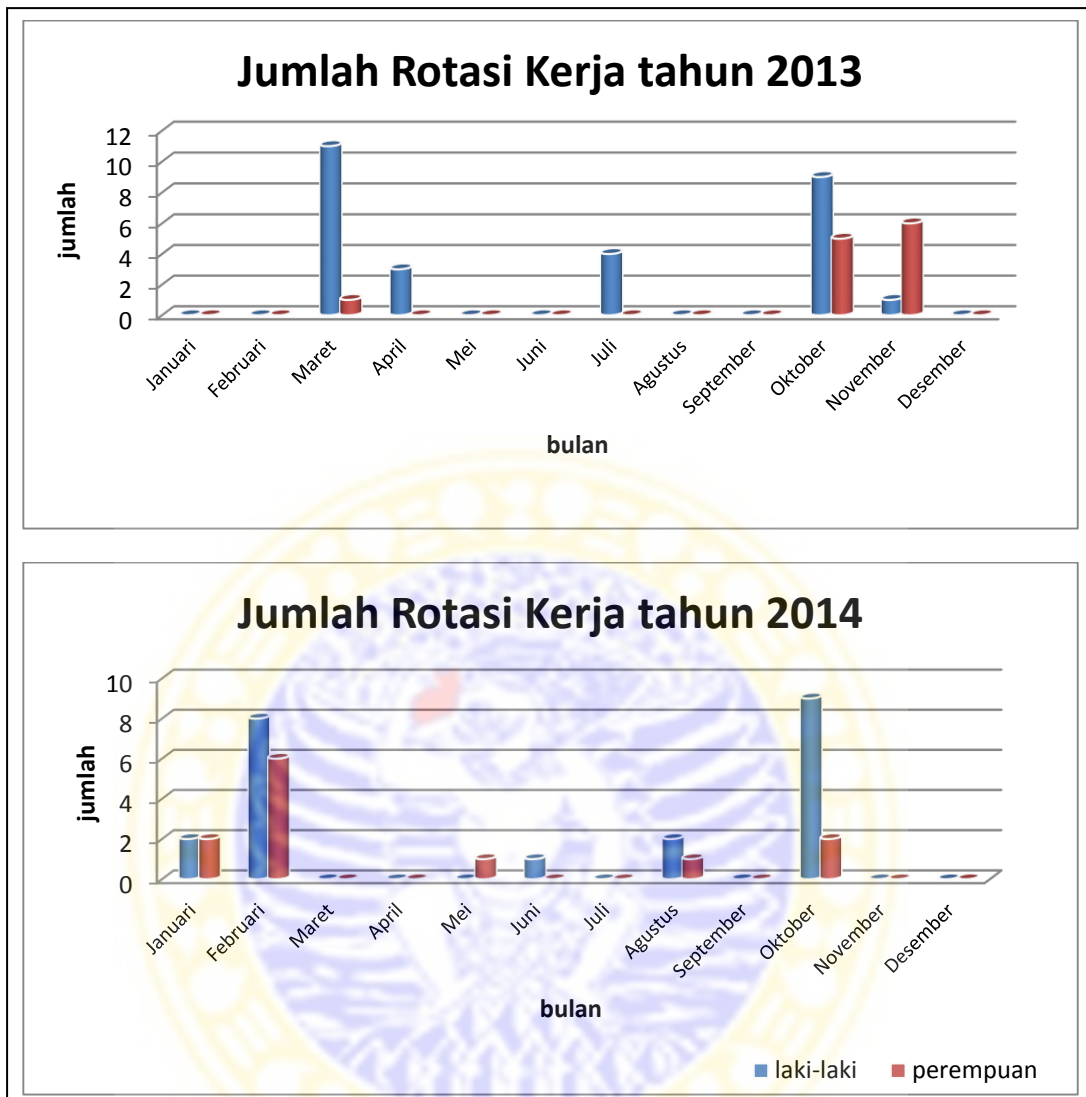 Jumlah Rotasi Kerja tahun 2013
jumlah
12
10
8
6
4
2
0
Januari
Februari
Maret
April
Mei
Juni
Juli
Agustus
September
Oktober
November
Desember
bulan
Jumlah Rotasi Kerja tahun 2014
jumlah
10
8
6
4
2
0
Januari
Februari
Maret
April
Mei
Juni
Juli
Agustus
September
Oktober
November
Desember
bulan
laki-laki perempuan